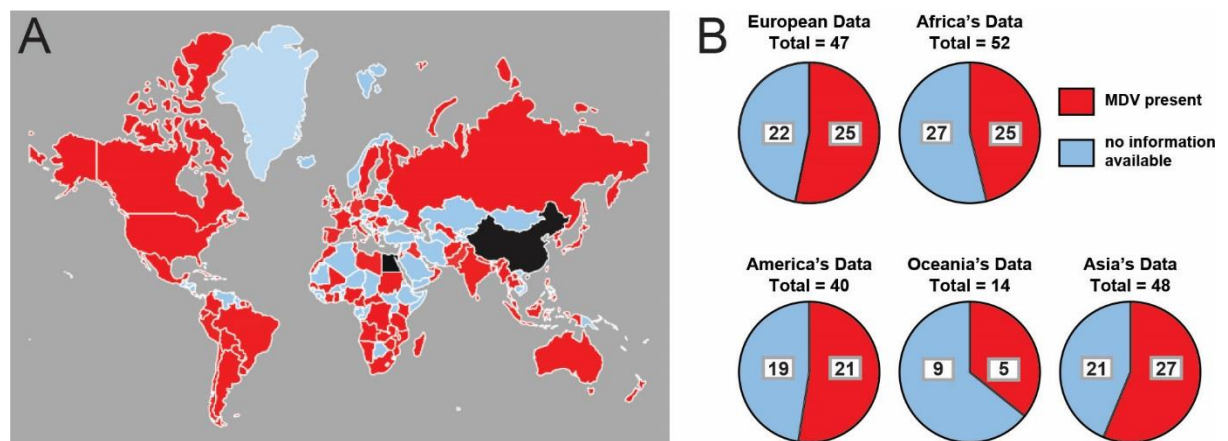 A
B
European Data
Total = 47
22
25
Africa's Data
Total = 52
27
25
MDV present
no information
available
America's Data
Total = 40
19
21
Oceania's Data
Total = 14
9
5
Asia's Data
Total = 48
21
27